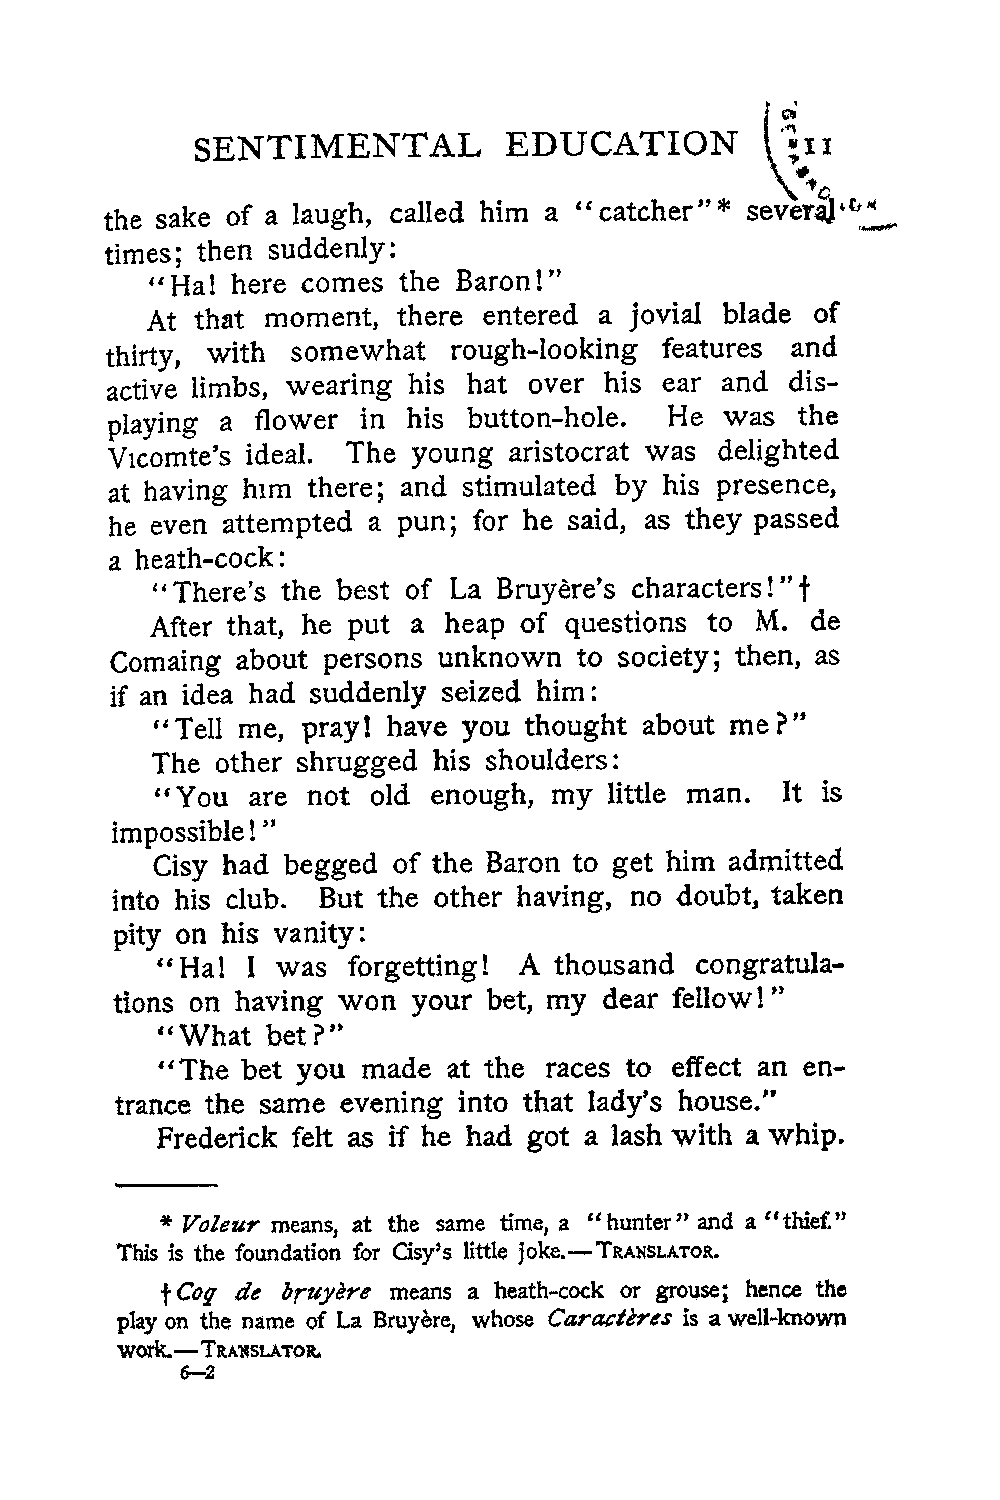 SENTIMENTAL EDUCATION 11
the sake of a laugh, called him a "catcher"* several
times; then suddenly:
"Ha! here comes the Baron!"
At that moment, there entered a jovial blade of
thirty, with somewhat rough-looking features and
active limbs, wearing his hat over his ear and dis-
playing a flower in his button-hole. He was the
Vicomte's ideal. The young aristocrat was delighted
at having him there; and stimulated by his presence,
he even attempted a pun; for he said, as they passed
a heath-cock:
"There's the best of La Bruyère's characters!"†
After that, he put a heap of questions to M. de
Comaing about persons unknown to society; then, as
if an idea had suddenly seized him:
"Tell me, pray! have you thought about me?"
The other shrugged his shoulders:
"You are not old enough, my little man. It is
impossible!"
Cisy had begged of the Baron to get him admitted
into his club. But the other having, no doubt, taken
pity on his vanity:
"Ha! I was forgetting! A thousand congratula-
tions on having won your bet, my dear fellow!"
"What bet?"
"The bet you made at the races to effect an en-
trance the same evening into that lady's house."
Frederick felt as if he had got a lash with a whip.
* Voleur means, at the same time, a "hunter" and a "thief."
This is the foundation for Cisy's little joke.—TRANSLATOR.
† Coq de bruyère means a heath-cock or grouse; hence the
play on the name of La Bruyère, whose Caractères is a well-known
work.—TRANSLATOR.
6—2